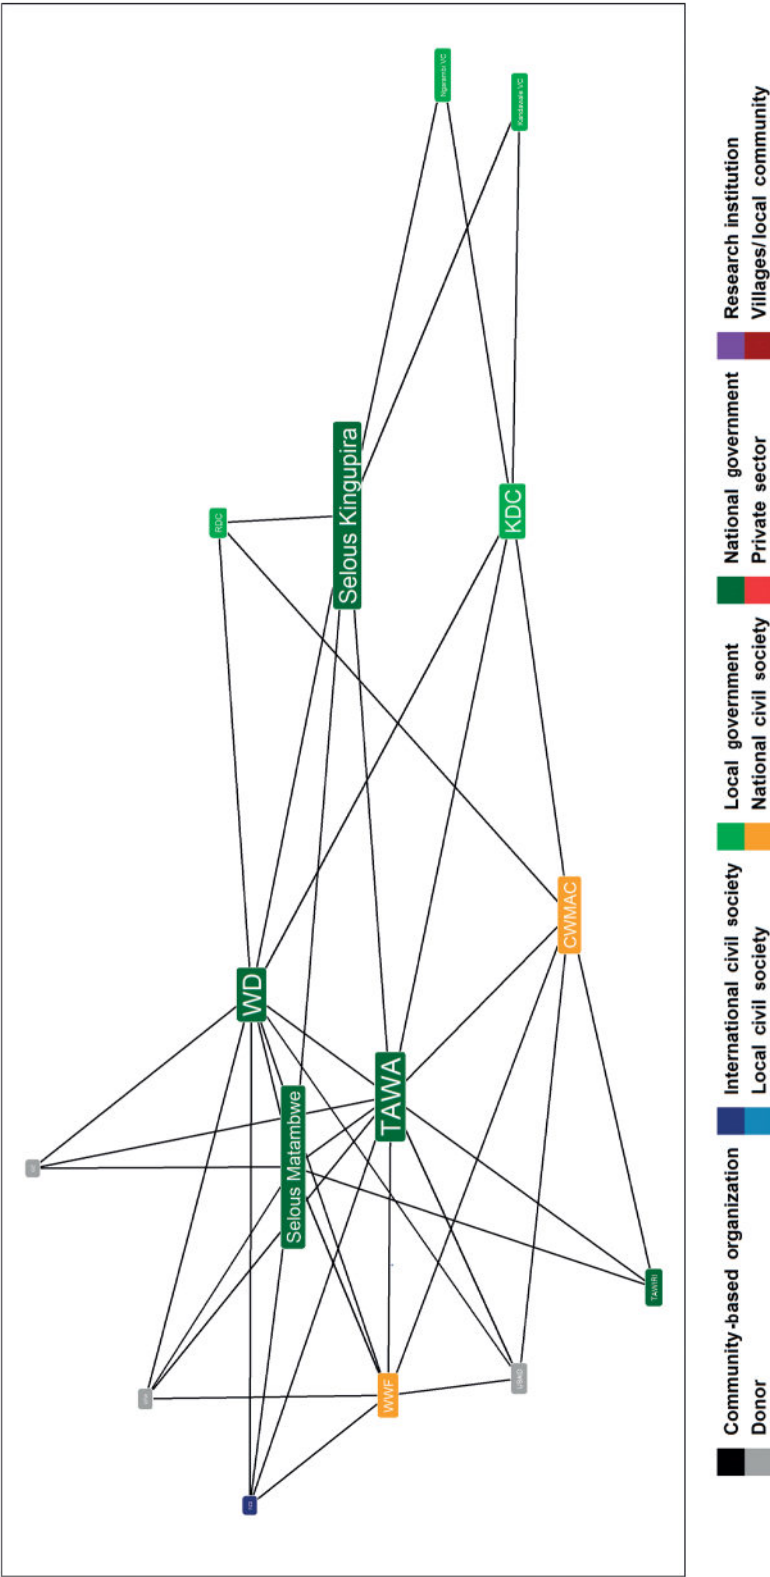 Ngarambi VC
Kandawale VC
RDC
Selous Kingupira
KDC
WD
CWMAC
TAWA
Selous Matambwe
TAWIRI
WWF
USAID
Community-based organization
International civil society
Local government
National government
Research institution
Donor
Local civil society
National civil society
Private sector
Villages/local community